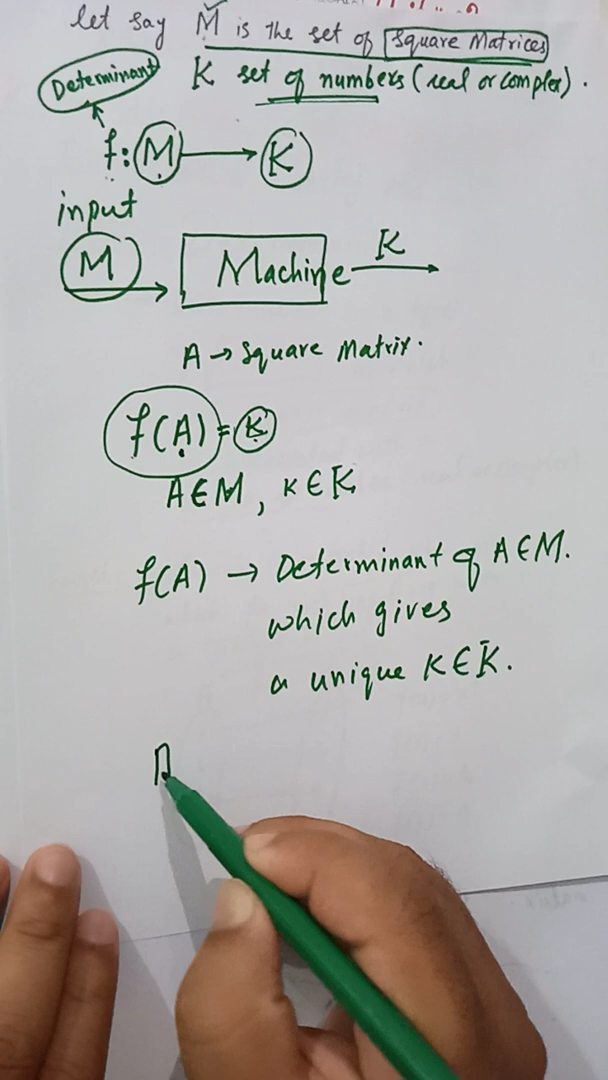 let say M is the set of Square Matrices
K set of numbers (real or complex).
Determinant
f: M → K
input
M → Machine K →
A → Square Matrix.
f(A) = K
A ∈ M, K ∈ K
f(A) → Determinant of A ∈ M.
which gives
a unique K ∈ K.